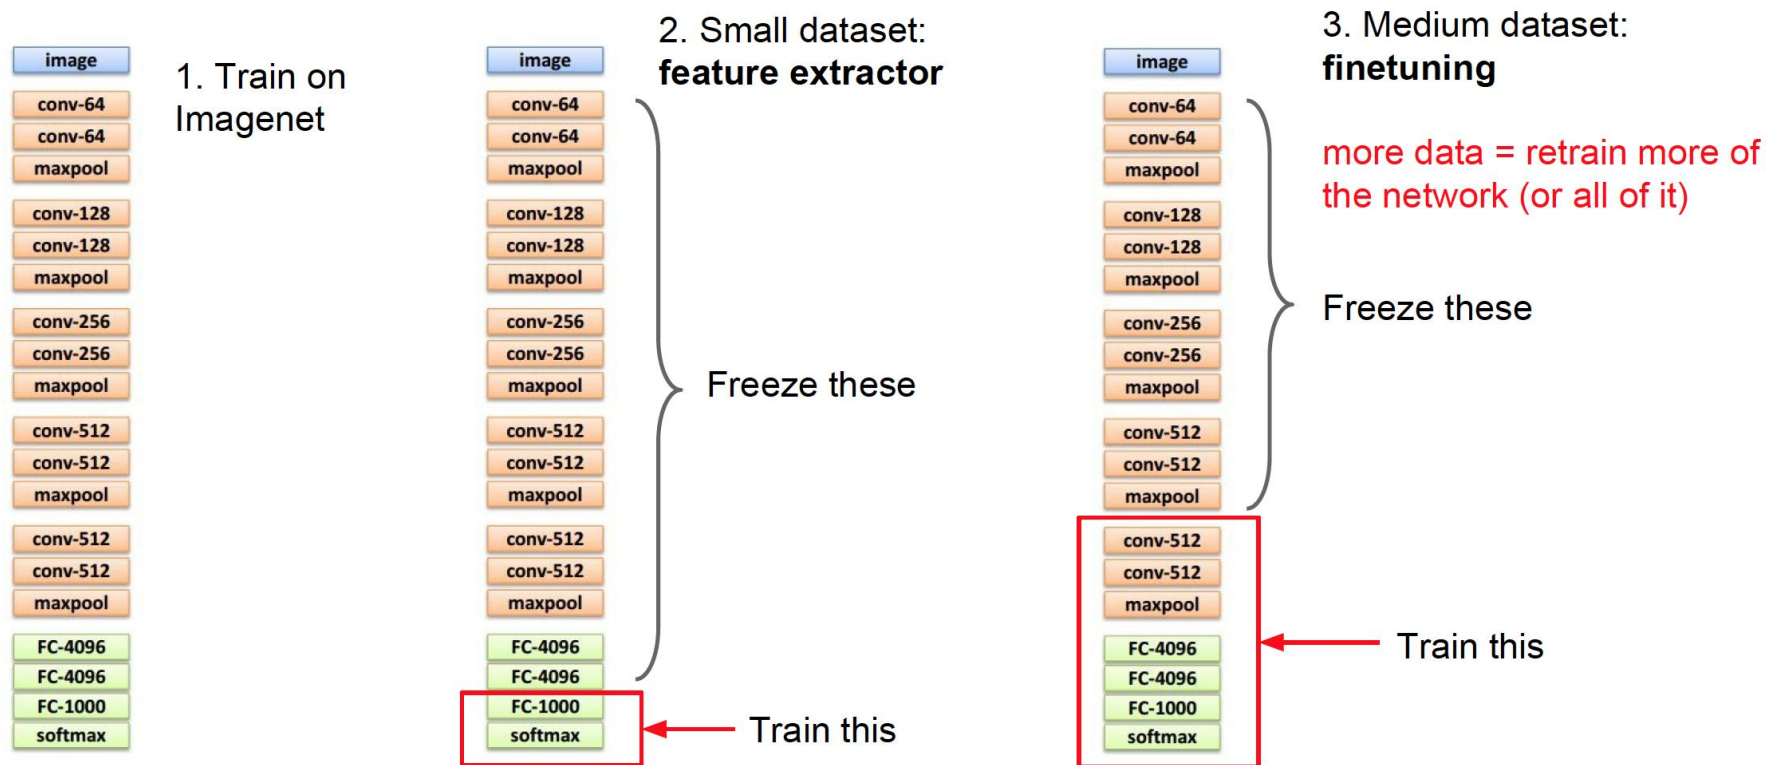 image
conv-64
conv-64
maxpool
conv-128
conv-128
maxpool
conv-256
conv-256
maxpool
conv-512
conv-512
maxpool
conv-512
conv-512
maxpool
FC-4096
FC-4096
FC-1000
softmax
1. Train on
Imagenet
image
conv-64
conv-64
maxpool
conv-128
conv-128
maxpool
conv-256
conv-256
maxpool
conv-512
conv-512
maxpool
conv-512
conv-512
maxpool
FC-4096
FC-4096
FC-1000
softmax
2. Small dataset:
feature extractor
Freeze these
Train this
image
conv-64
conv-64
maxpool
conv-128
conv-128
maxpool
conv-256
conv-256
maxpool
conv-512
conv-512
maxpool
conv-512
conv-512
maxpool
FC-4096
FC-4096
FC-1000
softmax
3. Medium dataset:
finetuning
more data = retrain more of
the network (or all of it)
Freeze these
Train this